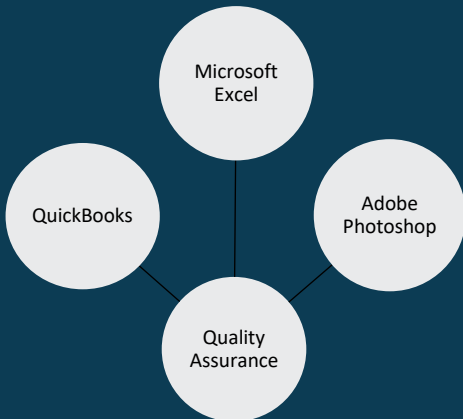 Microsoft
Excel
QuickBooks
Adobe
Photoshop
Quality
Assurance